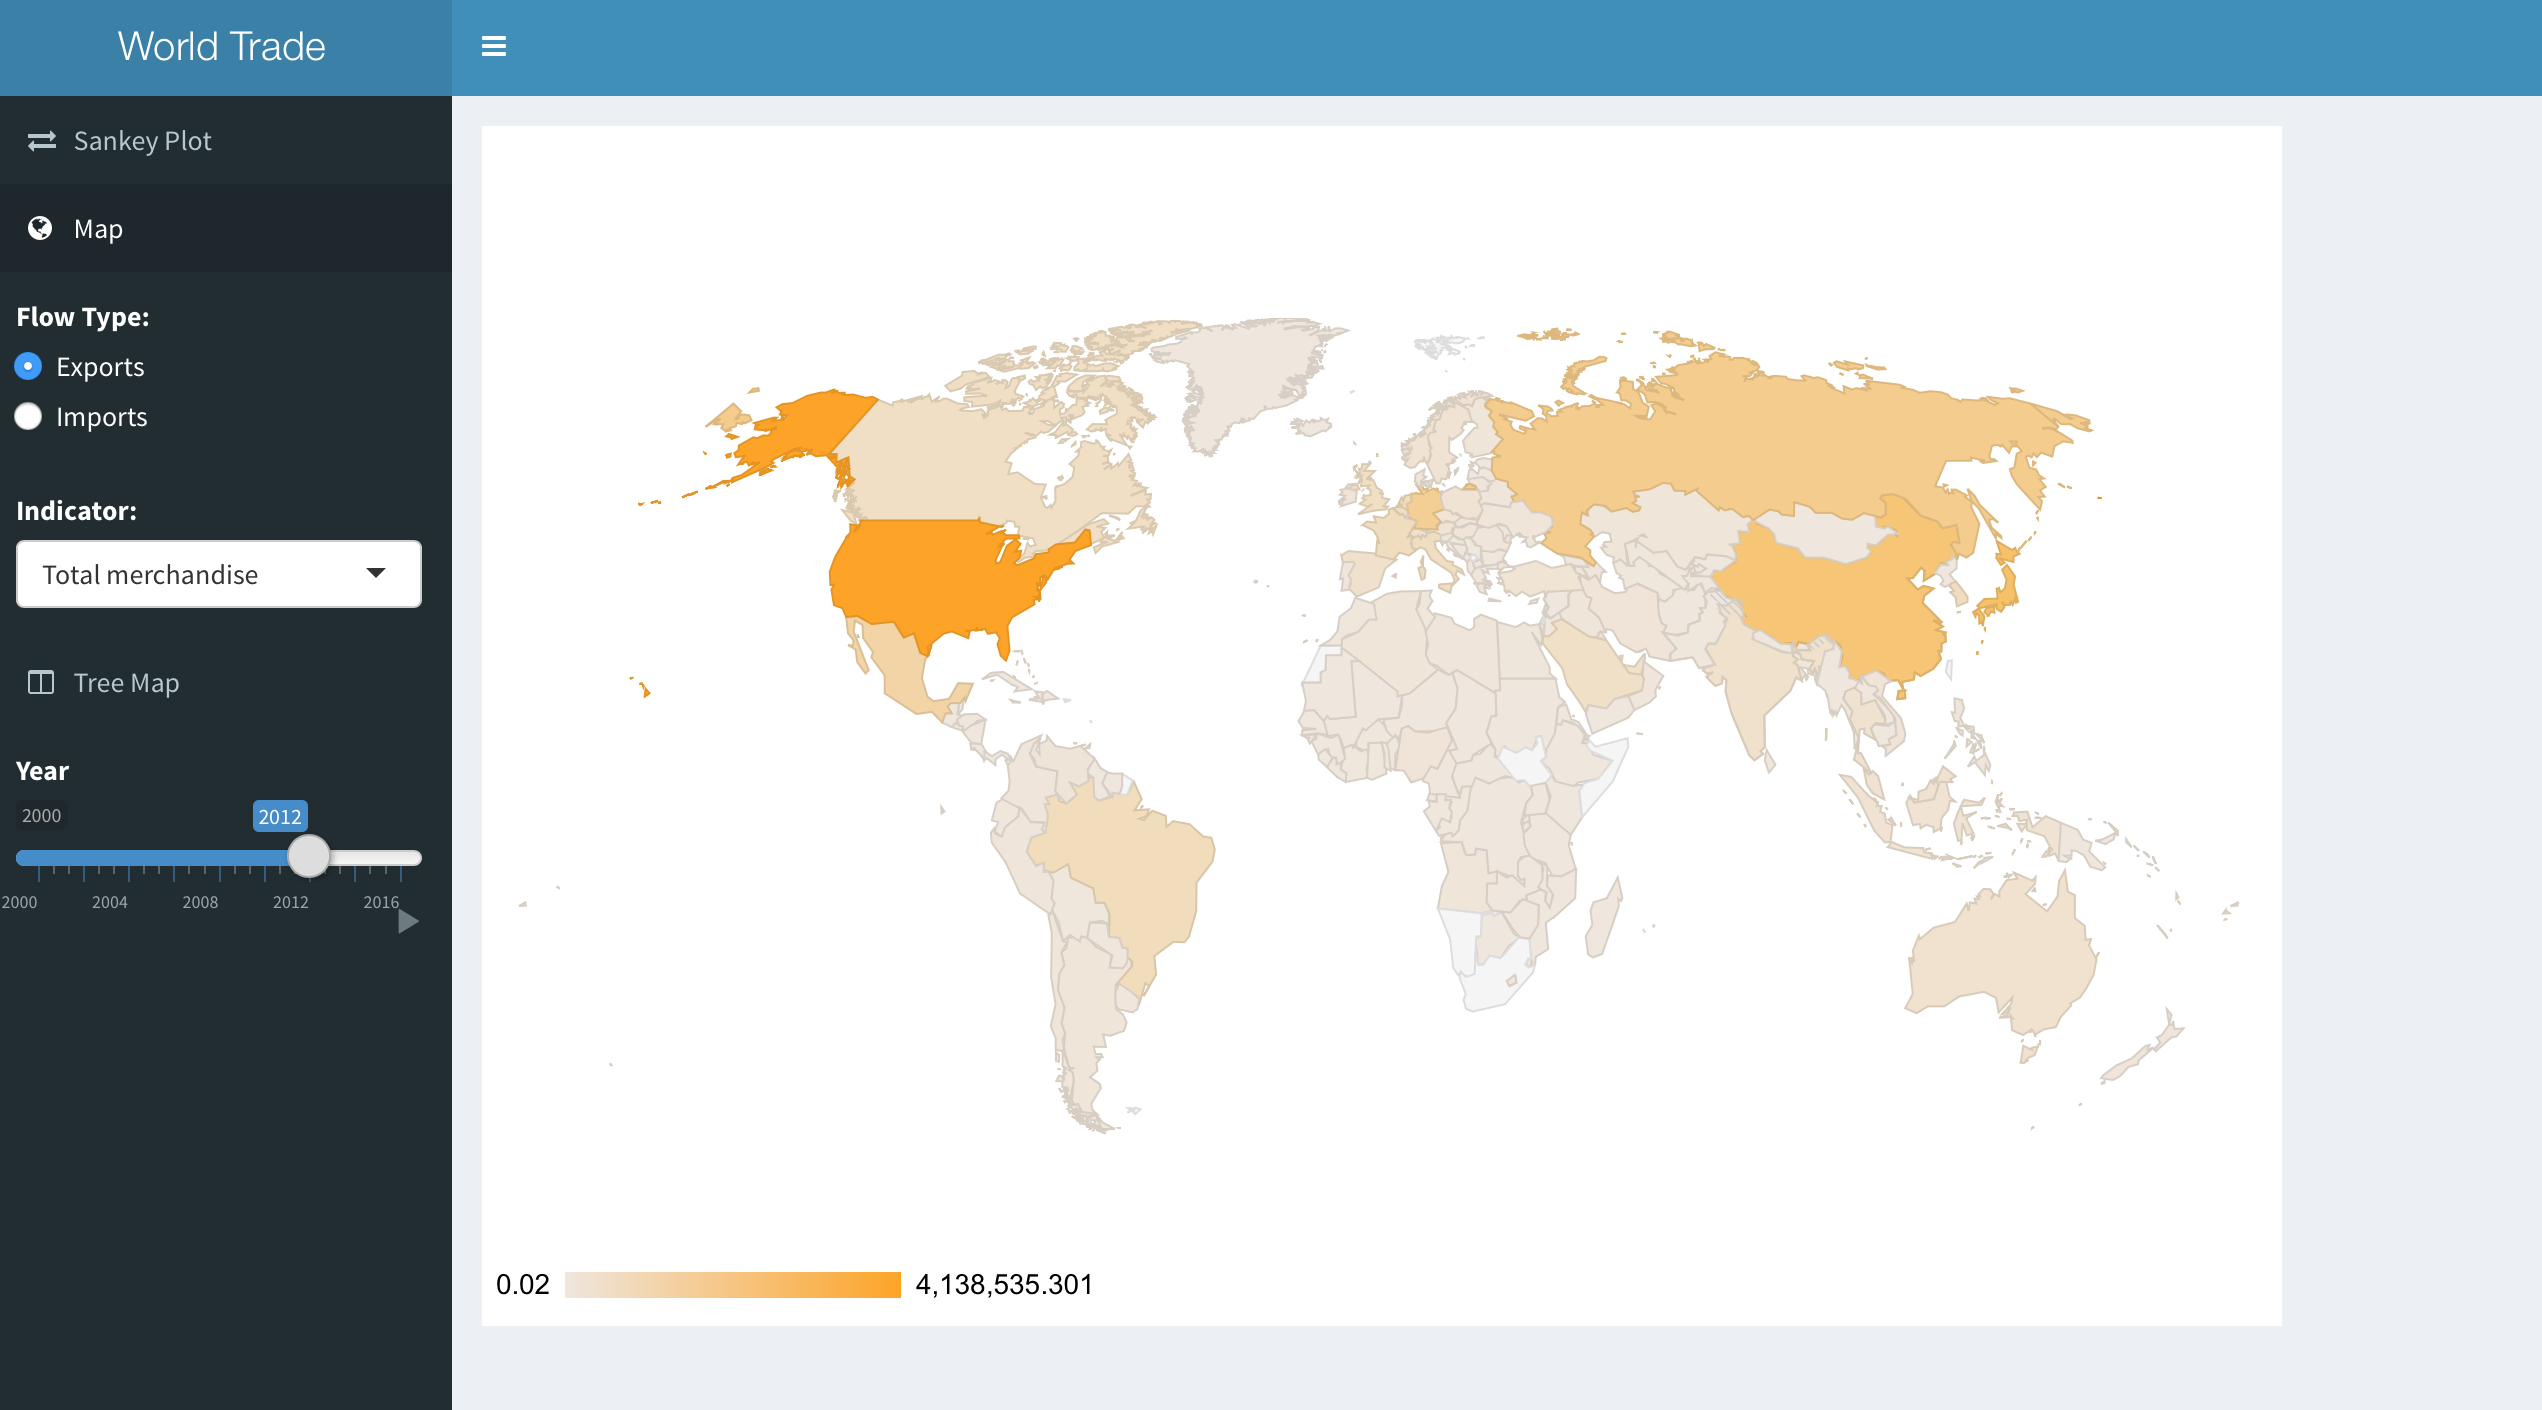 World Trade
Sankey Plot
Map
Flow Type:
Exports
Imports
Indicator:
Total merchandise
Tree Map
Year
2000
2012
2000 2004 2008 2012 2016
0.02 4,138,535.301